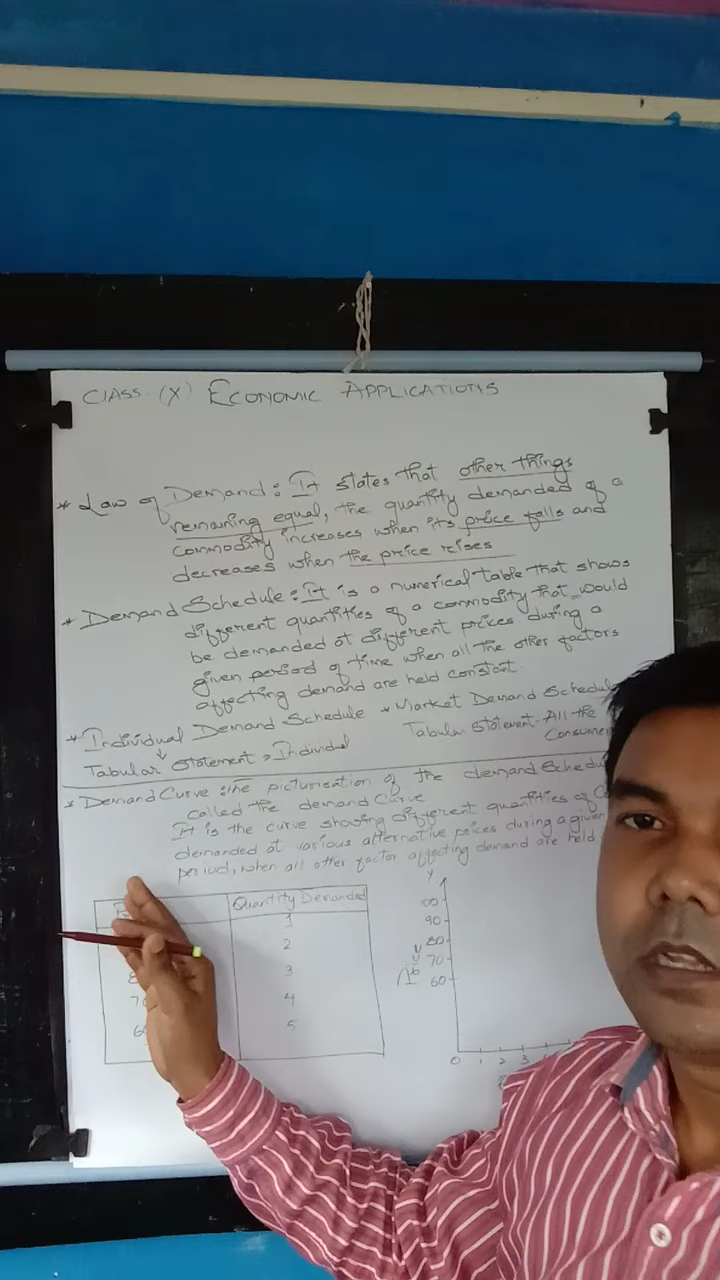 CLASS-(X) ECONOMIC APPLICATIONS
* Law of Demand: It states that other things
remaining equal, the quantity demanded of a
commodity increases when its price falls and
decreases when the price rises
* Demand Schedule: It is a numerical table that shows
different quantities of a commodity that would
be demanded at different prices during a
given period of time when all the other factors
affecting demand are held constant.
* Individual Demand Schedule * Market Demand Schedul
Tabular Statement > Individual Tabular Statement - All the
Consumer
* Demand Curve: The picturisation of the demand Schedu
called the demand Curve
It is the curve showing different quantities of
demanded at various alternative prices during a given
period, when all other factor affecting demand are held
Quantity Demanded
1
2
3
70 4
5
Y
100
90
80
70
60
0 1 2 3